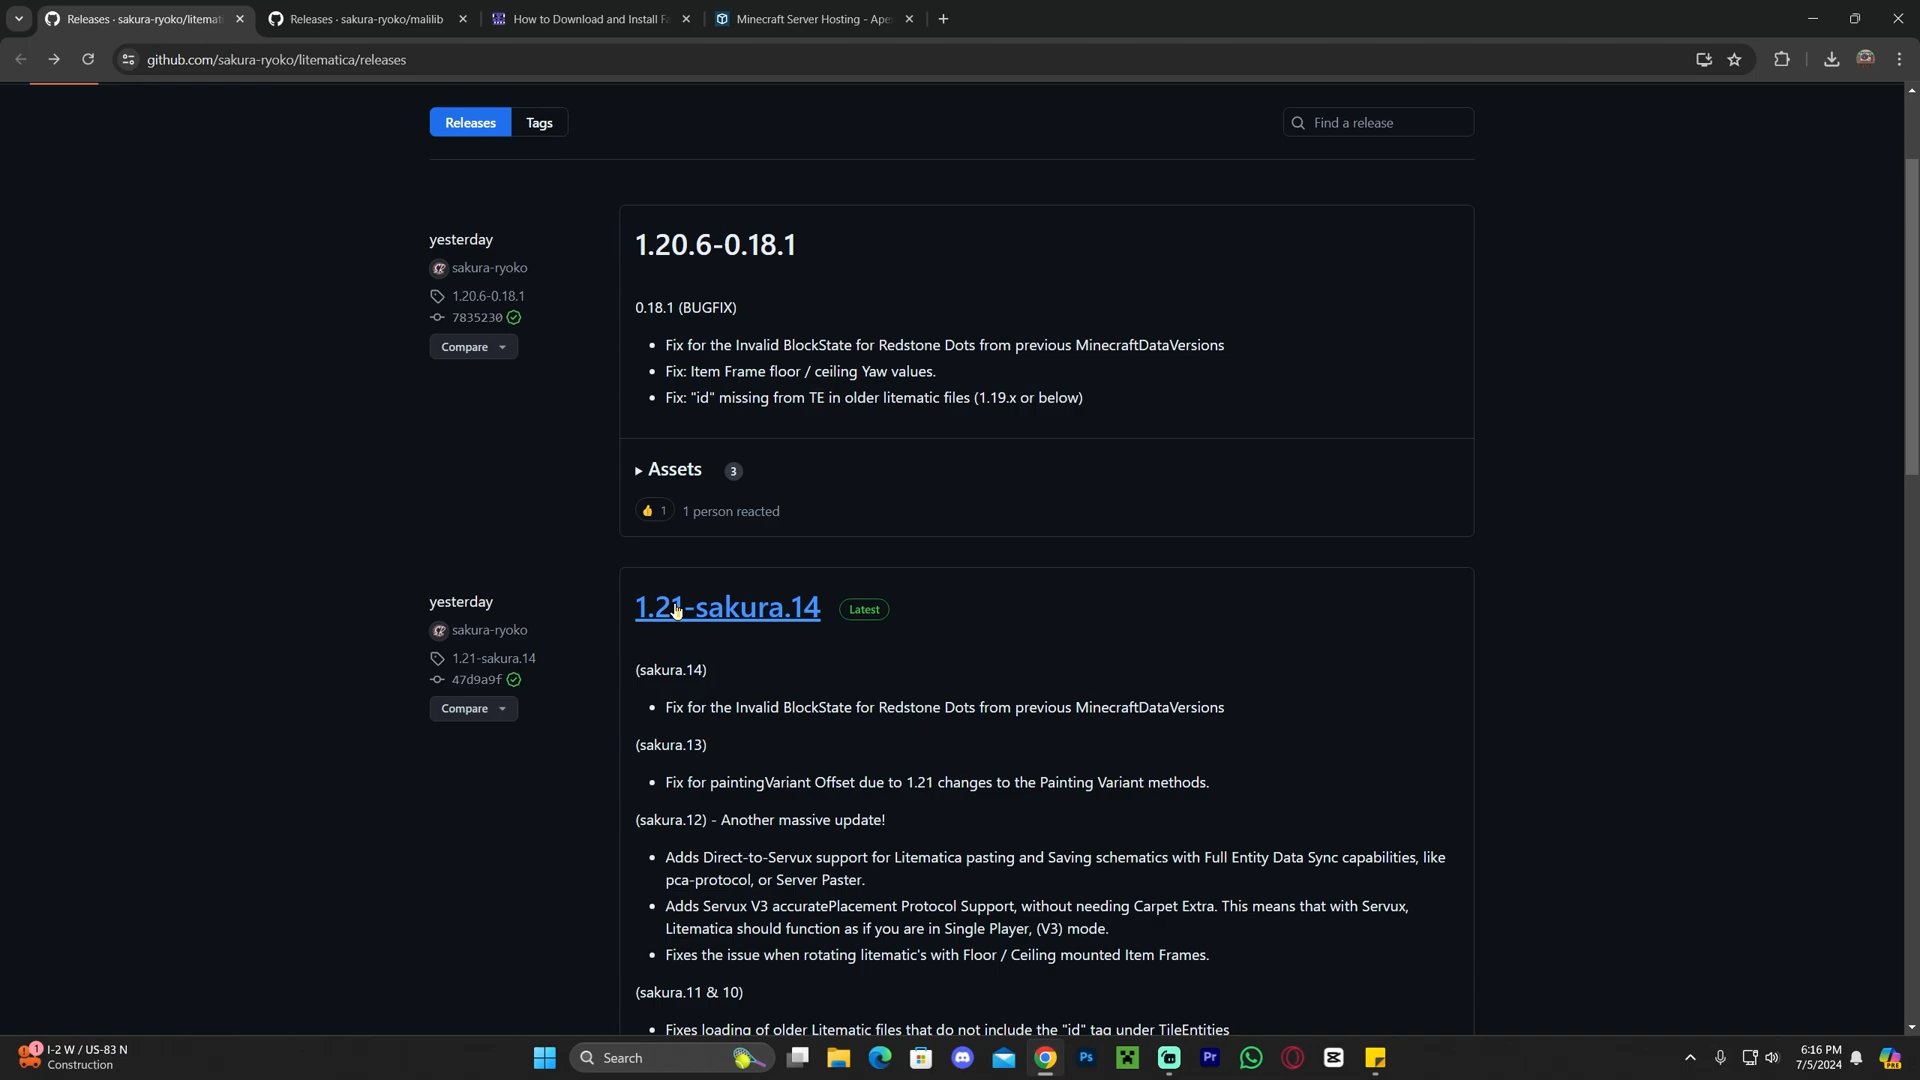 Releases · sakura-ryoko/litemat
Releases · sakura-ryoko/malilib
How to Download and Install F
Minecraft Server Hosting - Ape
github.com/sakura-ryoko/litematica/releases
Releases
Tags
Find a release
yesterday
sakura-ryoko
1.20.6-0.18.1
7835230
Compare
1.20.6-0.18.1
0.18.1 (BUGFIX)
• Fix for the Invalid BlockState for Redstone Dots from previous MinecraftDataVersions
• Fix: Item Frame floor / ceiling Yaw values.
• Fix: "id" missing from TE in older litematic files (1.19.x or below)
Assets 3
1 1 person reacted
yesterday
sakura-ryoko
1.21-sakura.14
47d9a9f
Compare
1.21-sakura.14 Latest
(sakura.14)
• Fix for the Invalid BlockState for Redstone Dots from previous MinecraftDataVersions
(sakura.13)
• Fix for paintingVariant Offset due to 1.21 changes to the Painting Variant methods.
(sakura.12) - Another massive update!
• Adds Direct-to-Servux support for Litematica pasting and Saving schematics with Full Entity Data Sync capabilities, like
pca-protocol, or Server Paster.
• Adds Servux V3 accuratePlacement Protocol Support, without needing Carpet Extra. This means that with Servux,
Litematica should function as if you are in Single Player, (V3) mode.
• Fixes the issue when rotating litematic's with Floor / Ceiling mounted Item Frames.
(sakura.11 & 10)
• Fixes loading of older Litematic files that do not include the "id" tag under TileEntities
1
I-2 W / US-83 N
Construction
Search
Ps
Pr
6:16 PM
7/5/2024
PRE